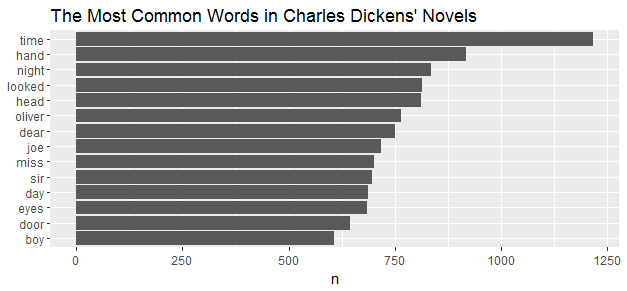 The Most Common Words in Charles Dickens' Novels
time
hand
night
looked
head
oliver
dear
joe
miss
sir
day
eyes
door
boy
0 250 500 750 1000 1250
n